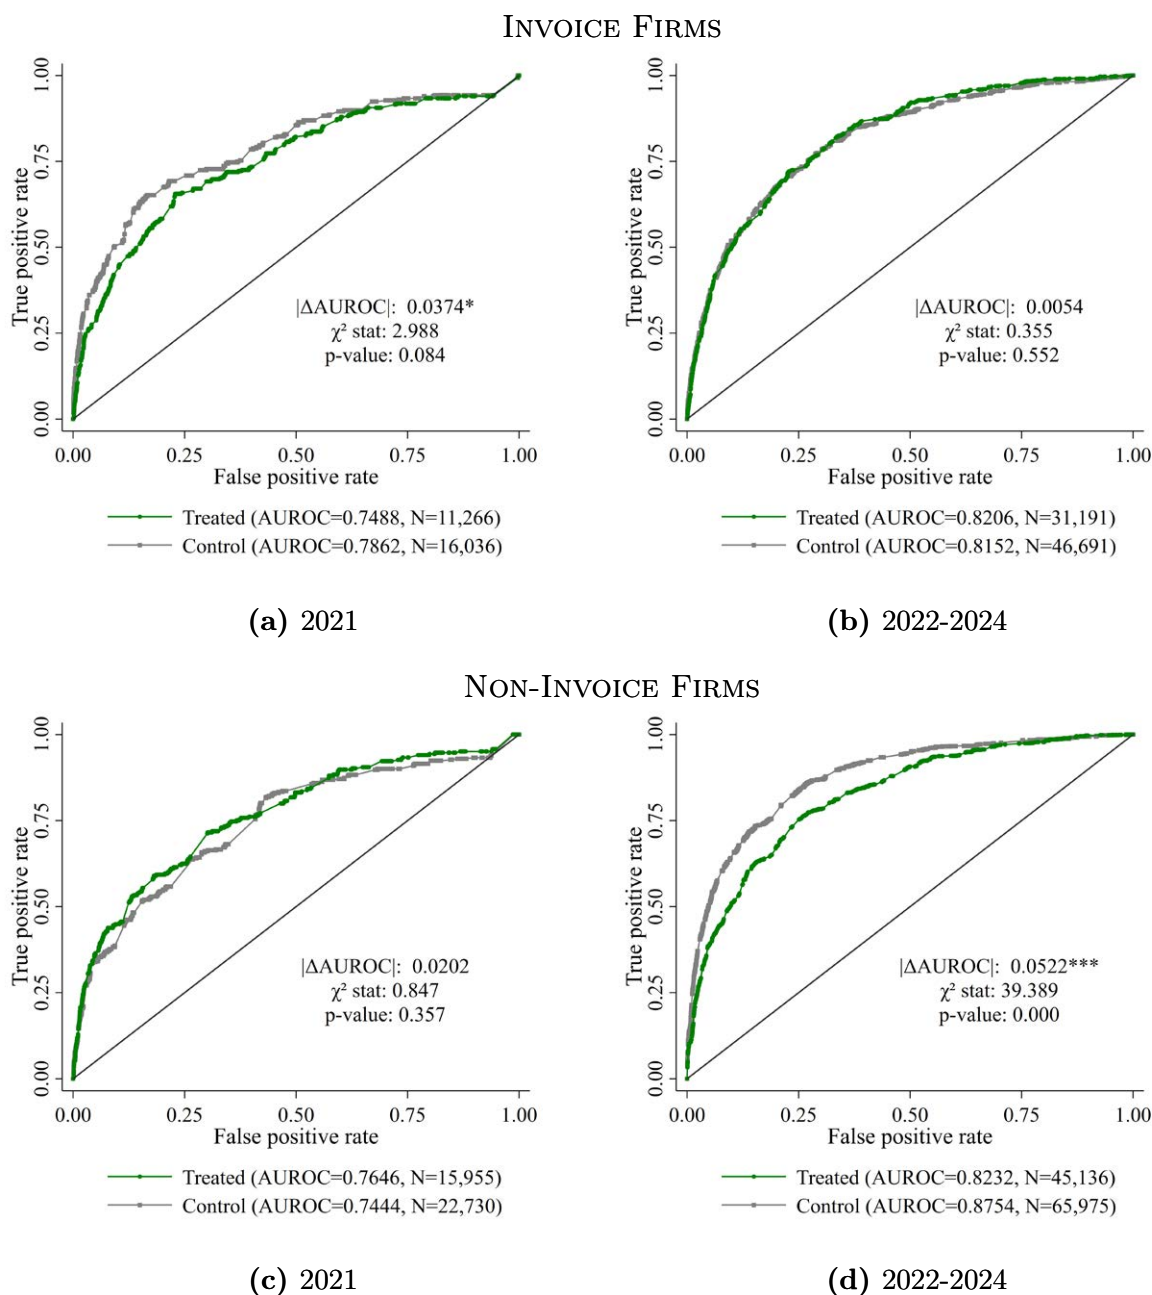 INVOICE FIRMS
1.00
0.75
0.50
0.25
0.00
True positive rate
|ΔAUROC|: 0.0374*
χ² stat: 2.988
p-value: 0.084
0.00 0.25 0.50 0.75 1.00
False positive rate
Treated (AUROC=0.7488, N=11,266)
Control (AUROC=0.7862, N=16,036)
(a) 2021
1.00
0.75
0.50
0.25
0.00
True positive rate
|ΔAUROC|: 0.0054
χ² stat: 0.355
p-value: 0.552
0.00 0.25 0.50 0.75 1.00
False positive rate
Treated (AUROC=0.8206, N=31,191)
Control (AUROC=0.8152, N=46,691)
(b) 2022-2024
NON-INVOICE FIRMS
1.00
0.75
0.50
0.25
0.00
True positive rate
|ΔAUROC|: 0.0202
χ² stat: 0.847
p-value: 0.357
0.00 0.25 0.50 0.75 1.00
False positive rate
Treated (AUROC=0.7646, N=15,955)
Control (AUROC=0.7444, N=22,730)
(c) 2021
1.00
0.75
0.50
0.25
0.00
True positive rate
|ΔAUROC|: 0.0522***
χ² stat: 39.389
p-value: 0.000
0.00 0.25 0.50 0.75 1.00
False positive rate
Treated (AUROC=0.8232, N=45,136)
Control (AUROC=0.8754, N=65,975)
(d) 2022-2024